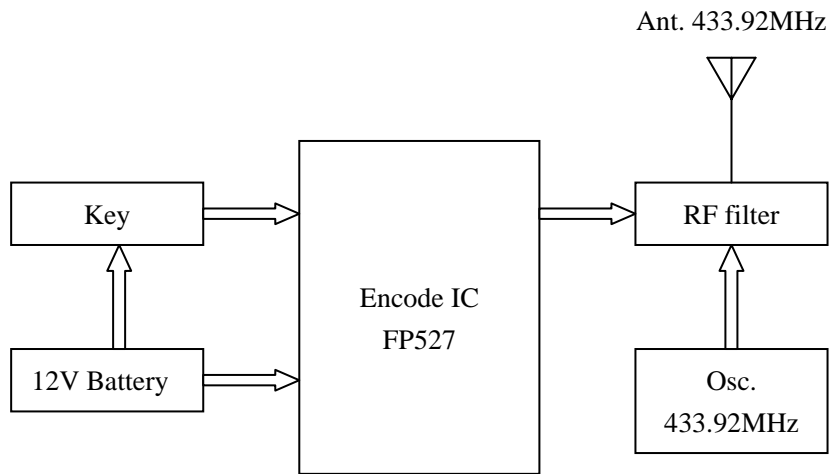 Ant. 433.92MHz
Key
RF filter
Encode IC
FP527
12V Battery
Osc.
433.92MHz